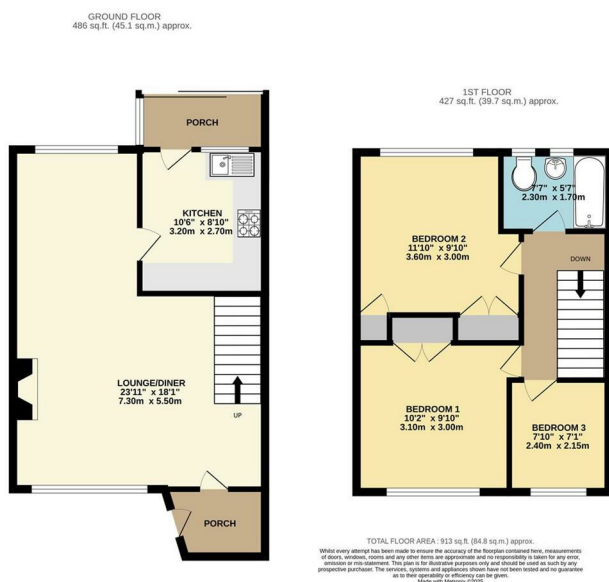 GROUND FLOOR
486 sq.ft. (45.1 sq.m.) approx.
PORCH
KITCHEN
10'6" x 8'10"
3.20m x 2.70m
LOUNGE/DINER
23'11" x 18'1"
7.30m x 5.50m
UP
PORCH
1ST FLOOR
427 sq.ft. (39.7 sq.m.) approx.
7'7" x 5'7"
2.30m x 1.70m
BEDROOM 2
11'10" x 9'10"
3.60m x 3.00m
DOWN
BEDROOM 1
10'2" x 9'10"
3.10m x 3.00m
BEDROOM 3
7'10" x 7'1"
2.40m x 2.15m
TOTAL FLOOR AREA : 913 sq.ft. (84.8 sq.m.) approx.
Whilst every attempt has been made to ensure the accuracy of the floorplan contained here, measurements
of doors, windows, rooms and any other items are approximate and no responsibility is taken for any error,
omission or mis-statement. This plan is for illustrative purposes only and should be used as such by any
prospective purchaser. The services, systems and appliances shown have not been tested and no guarantee
as to their operability or efficiency can be given.
Made with Metropix ©2025